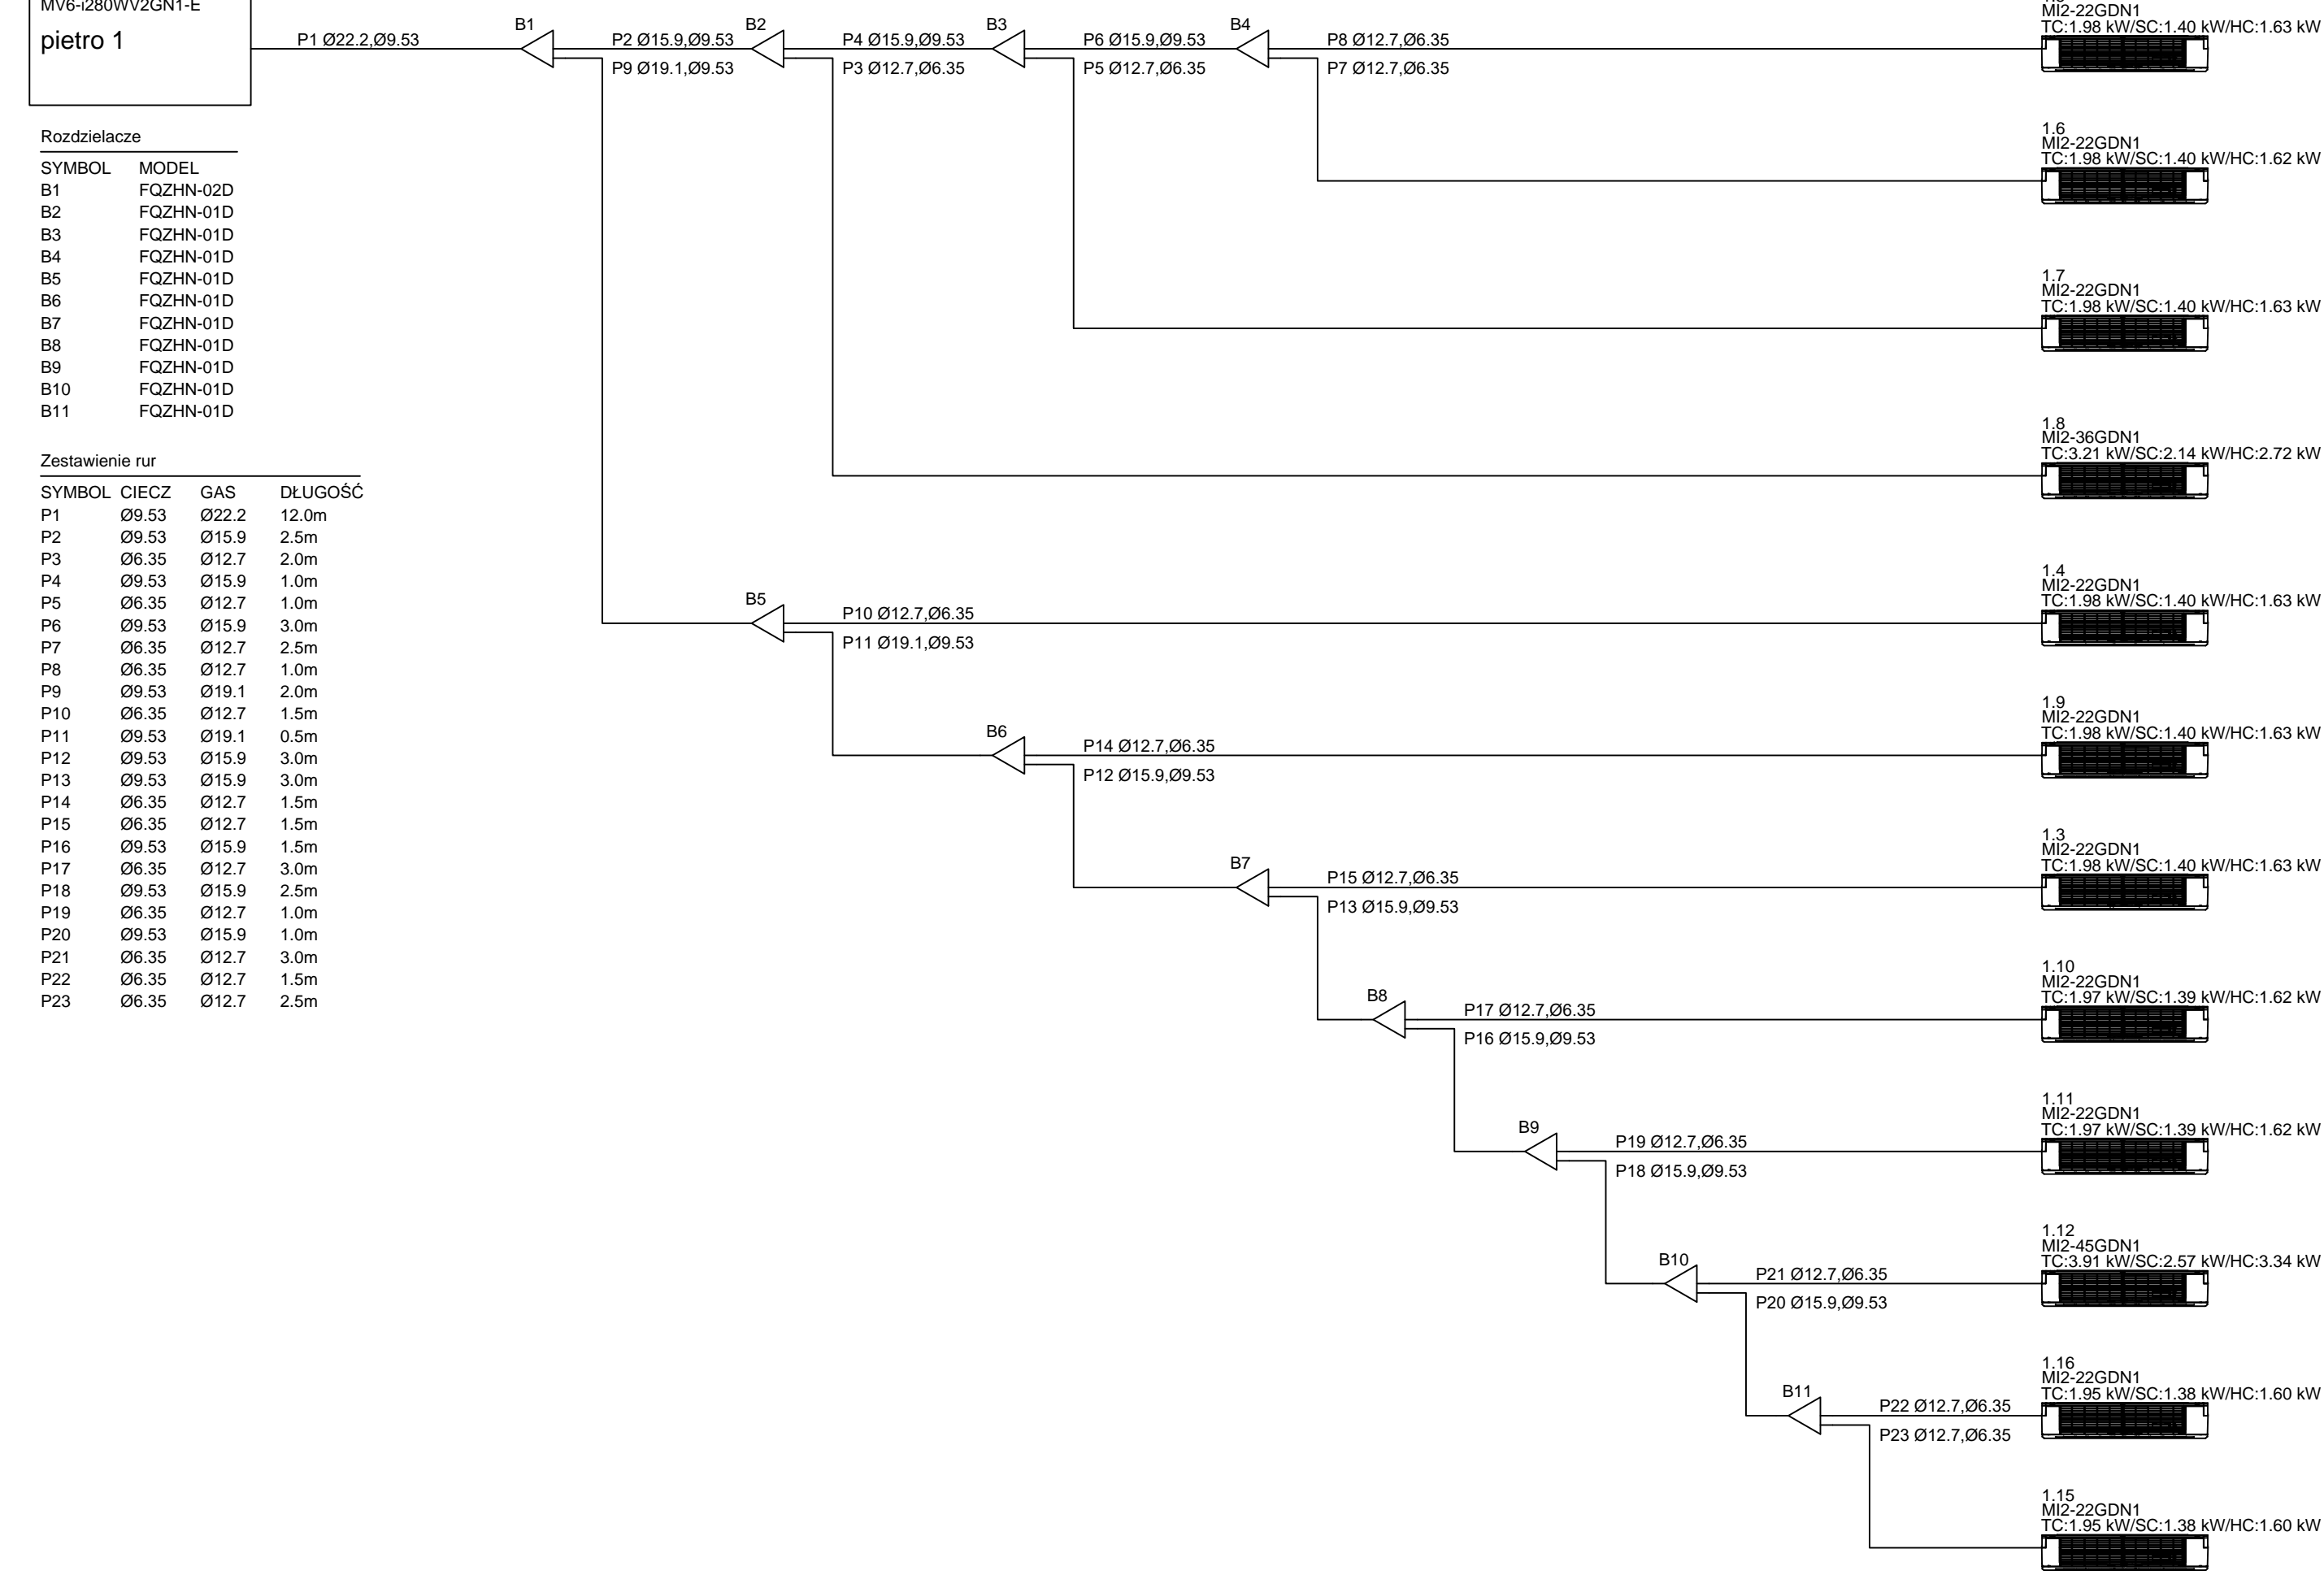 MV6-i280WV2GN1-E
pietro 1
P1 Ø22.2,Ø9.53
B1
P2 Ø15.9,Ø9.53
P9 Ø19.1,Ø9.53
B2
P4 Ø15.9,Ø9.53
P3 Ø12.7,Ø6.35
B3
P6 Ø15.9,Ø9.53
P5 Ø12.7,Ø6.35
B4
P8 Ø12.7,Ø6.35
P7 Ø12.7,Ø6.35
MI2-22GDN1
TC:1.98 kW/SC:1.40 kW/HC:1.63 kW
1.6
MI2-22GDN1
TC:1.98 kW/SC:1.40 kW/HC:1.62 kW
1.7
MI2-22GDN1
TC:1.98 kW/SC:1.40 kW/HC:1.63 kW
1.8
MI2-36GDN1
TC:3.21 kW/SC:2.14 kW/HC:2.72 kW
Rozdzielacze
SYMBOL MODEL
B1 FQZHN-02D
B2 FQZHN-01D
B3 FQZHN-01D
B4 FQZHN-01D
B5 FQZHN-01D
B6 FQZHN-01D
B7 FQZHN-01D
B8 FQZHN-01D
B9 FQZHN-01D
B10 FQZHN-01D
B11 FQZHN-01D
Zestawienie rur
SYMBOL CIECZ GAS DŁUGOŚĆ
P1 Ø9.53 Ø22.2 12.0m
P2 Ø9.53 Ø15.9 2.5m
P3 Ø6.35 Ø12.7 2.0m
P4 Ø9.53 Ø15.9 1.0m
P5 Ø6.35 Ø12.7 1.0m
P6 Ø9.53 Ø15.9 3.0m
P7 Ø6.35 Ø12.7 2.5m
P8 Ø6.35 Ø12.7 1.0m
P9 Ø9.53 Ø19.1 2.0m
P10 Ø6.35 Ø12.7 1.5m
P11 Ø9.53 Ø19.1 0.5m
P12 Ø9.53 Ø15.9 3.0m
P13 Ø9.53 Ø15.9 3.0m
P14 Ø6.35 Ø12.7 1.5m
P15 Ø6.35 Ø12.7 1.5m
P16 Ø9.53 Ø15.9 1.5m
P17 Ø6.35 Ø12.7 3.0m
P18 Ø9.53 Ø15.9 2.5m
P19 Ø6.35 Ø12.7 1.0m
P20 Ø9.53 Ø15.9 1.0m
P21 Ø6.35 Ø12.7 3.0m
P22 Ø6.35 Ø12.7 1.5m
P23 Ø6.35 Ø12.7 2.5m
B5
P10 Ø12.7,Ø6.35
P11 Ø19.1,Ø9.53
1.4
MI2-22GDN1
TC:1.98 kW/SC:1.40 kW/HC:1.63 kW
B6
P14 Ø12.7,Ø6.35
P12 Ø15.9,Ø9.53
1.9
MI2-22GDN1
TC:1.98 kW/SC:1.40 kW/HC:1.63 kW
B7
P15 Ø12.7,Ø6.35
P13 Ø15.9,Ø9.53
1.3
MI2-22GDN1
TC:1.98 kW/SC:1.40 kW/HC:1.63 kW
B8
P17 Ø12.7,Ø6.35
P16 Ø15.9,Ø9.53
1.10
MI2-22GDN1
TC:1.97 kW/SC:1.39 kW/HC:1.62 kW
B9
P19 Ø12.7,Ø6.35
P18 Ø15.9,Ø9.53
1.11
MI2-22GDN1
TC:1.97 kW/SC:1.39 kW/HC:1.62 kW
B10
P21 Ø12.7,Ø6.35
P20 Ø15.9,Ø9.53
1.12
MI2-45GDN1
TC:3.91 kW/SC:2.57 kW/HC:3.34 kW
B11
P22 Ø12.7,Ø6.35
P23 Ø12.7,Ø6.35
1.16
MI2-22GDN1
TC:1.95 kW/SC:1.38 kW/HC:1.60 kW
1.15
MI2-22GDN1
TC:1.95 kW/SC:1.38 kW/HC:1.60 kW